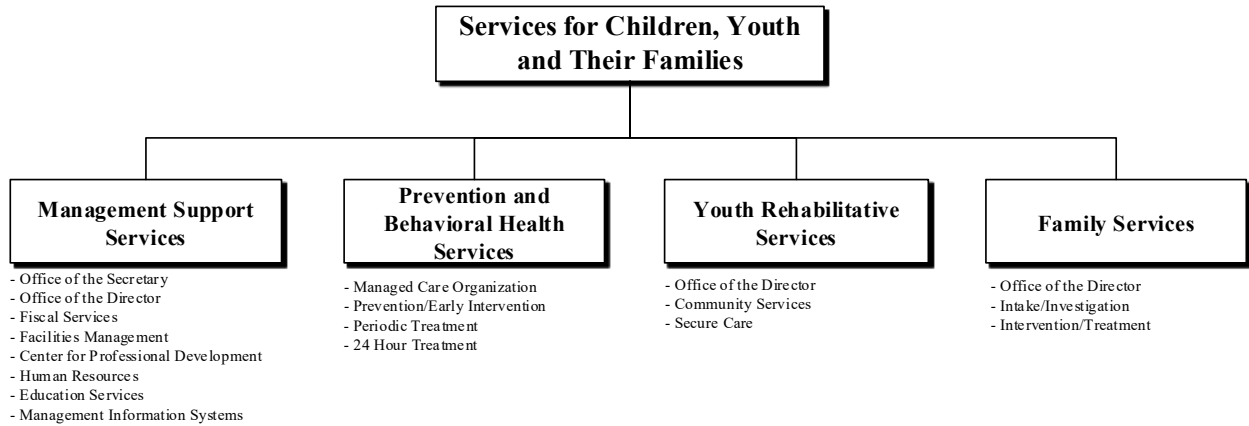 Services for Children, Youth
and Their Families
Management Support
Services
- Office of the Secretary
- Office of the Director
- Fiscal Services
- Facilities Management
- Center for Professional Development
- Human Resources
- Education Services
- Management Information Systems
Prevention and
Behavioral Health
Services
- Managed Care Organization
- Prevention/Early Intervention
- Periodic Treatment
- 24 Hour Treatment
Youth Rehabilitative
Services
- Office of the Director
- Community Services
- Secure Care
Family Services
- Office of the Director
- Intake/Investigation
- Intervention/Treatment